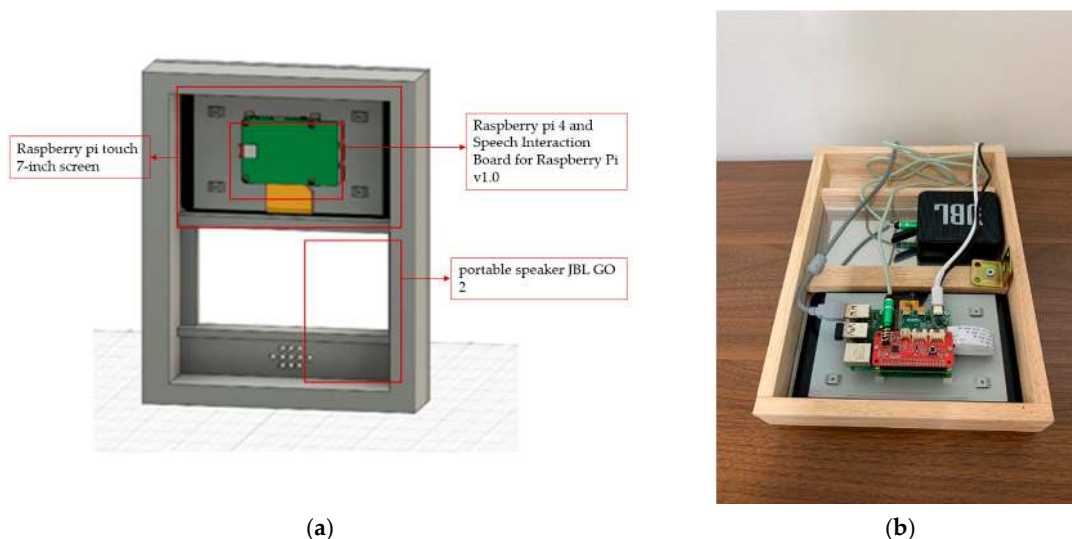 Raspberry pi touch
7-inch screen
Raspberry pi 4 and
Speech Interaction
Board for Raspberry Pi
v1.0
portable speaker JBL GO
2
JBL
(a)
(b)